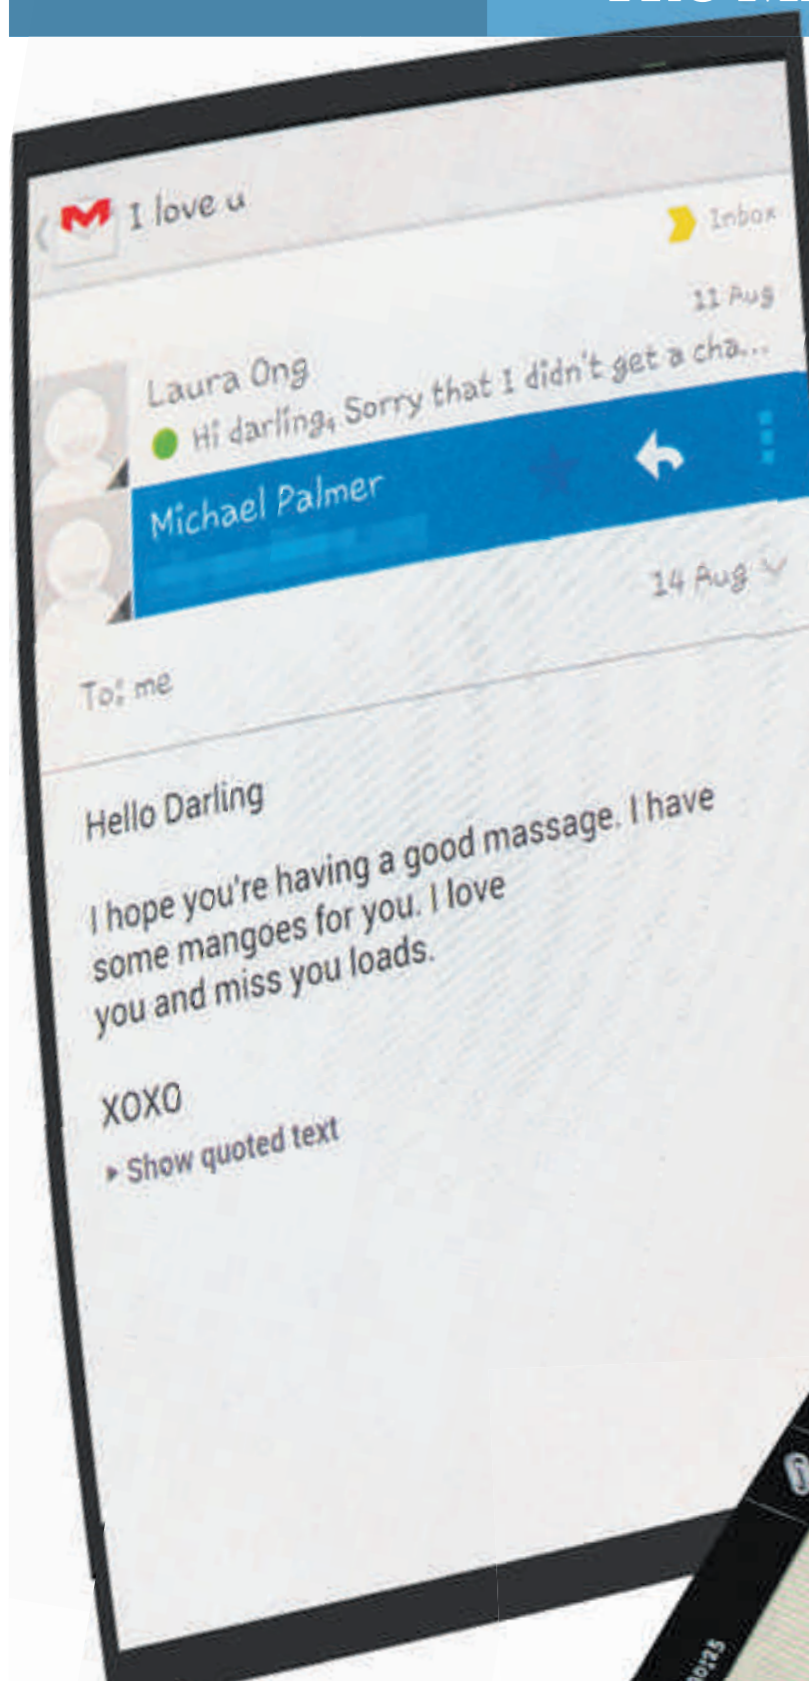 I love u
Inbox
11 Aug
Laura Ong
Hi darling, Sorry that I didn't get a cha...
Michael Palmer
14 Aug
To: me
Hello Darling
I hope you're having a good massage. I have
some mangoes for you. I love
you and miss you loads.
XOXO
▸ Show quoted text